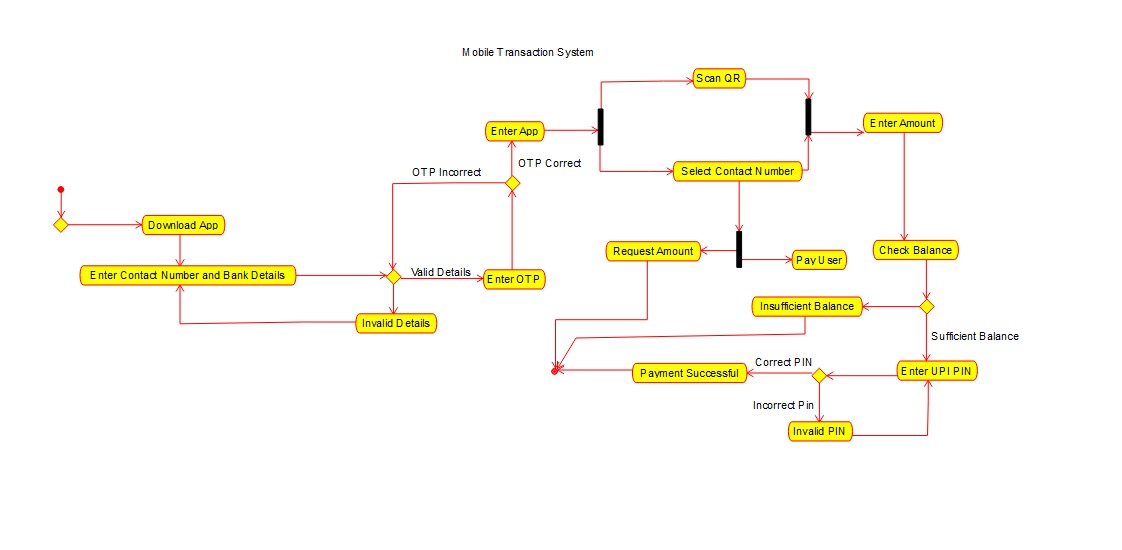 Mobile Transaction System
Scan QR
Enter App
Enter Amount
OTP Correct
OTP Incorrect
Select Contact Number
Download App
Request Amount
Check Balance
Pay User
Enter Contact Number and Bank Details
Valid Details
Enter OTP
Insufficient Balance
Invalid Details
Sufficient Balance
Correct PIN
Payment Successful
Enter UPI PIN
Incorrect Pin
Invalid PIN